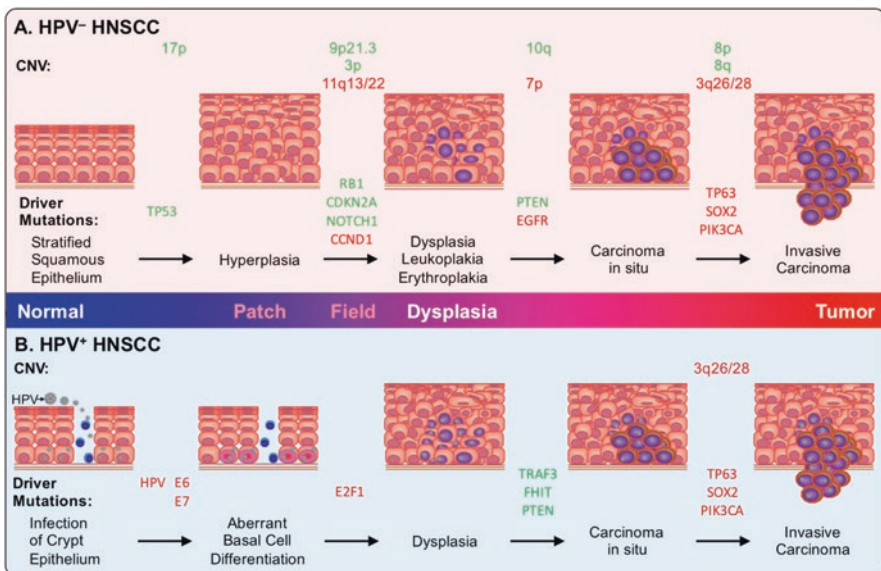 A. HPV– HNSCC
CNV:
17p
9p21.3
3p
11q13/22
10q
7p
8p
8q
3q26/28
Driver
Mutations:
TP53
RB1
CDKN2A
NOTCH1
CCND1
PTEN
EGFR
TP63
SOX2
PIK3CA
Stratified
Squamous
Epithelium
Hyperplasia
Dysplasia
Leukoplakia
Erythroplakia
Carcinoma
in situ
Invasive
Carcinoma
Normal Patch Field Dysplasia Tumor
B. HPV+ HNSCC
CNV:
3q26/28
HPV
Driver
Mutations:
HPV E6
E7
E2F1
TRAF3
FHIT
PTEN
TP63
SOX2
PIK3CA
Infection
of Crypt
Epithelium
Aberrant
Basal Cell
Differentiation
Dysplasia
Carcinoma
in situ
Invasive
Carcinoma